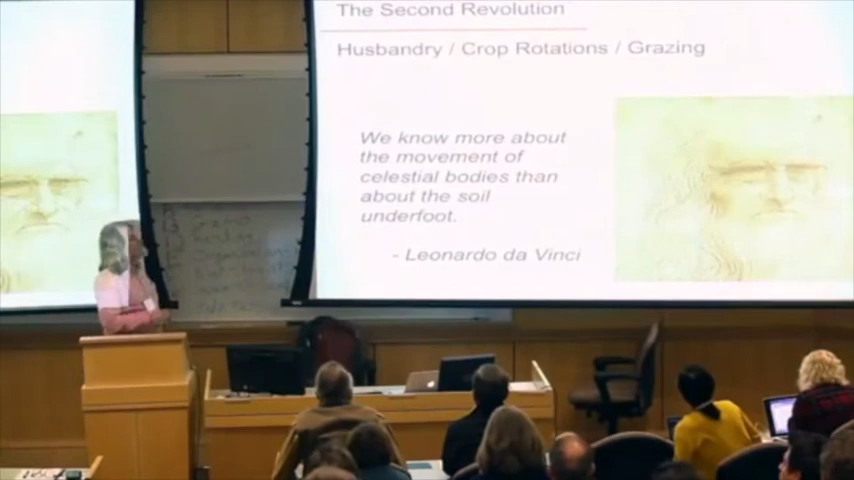 The Second Revolution
Husbandry / Crop Rotations / Grazing
We know more about
the movement of
celestial bodies than
about the soil
underfoot.
- Leonardo da Vinci